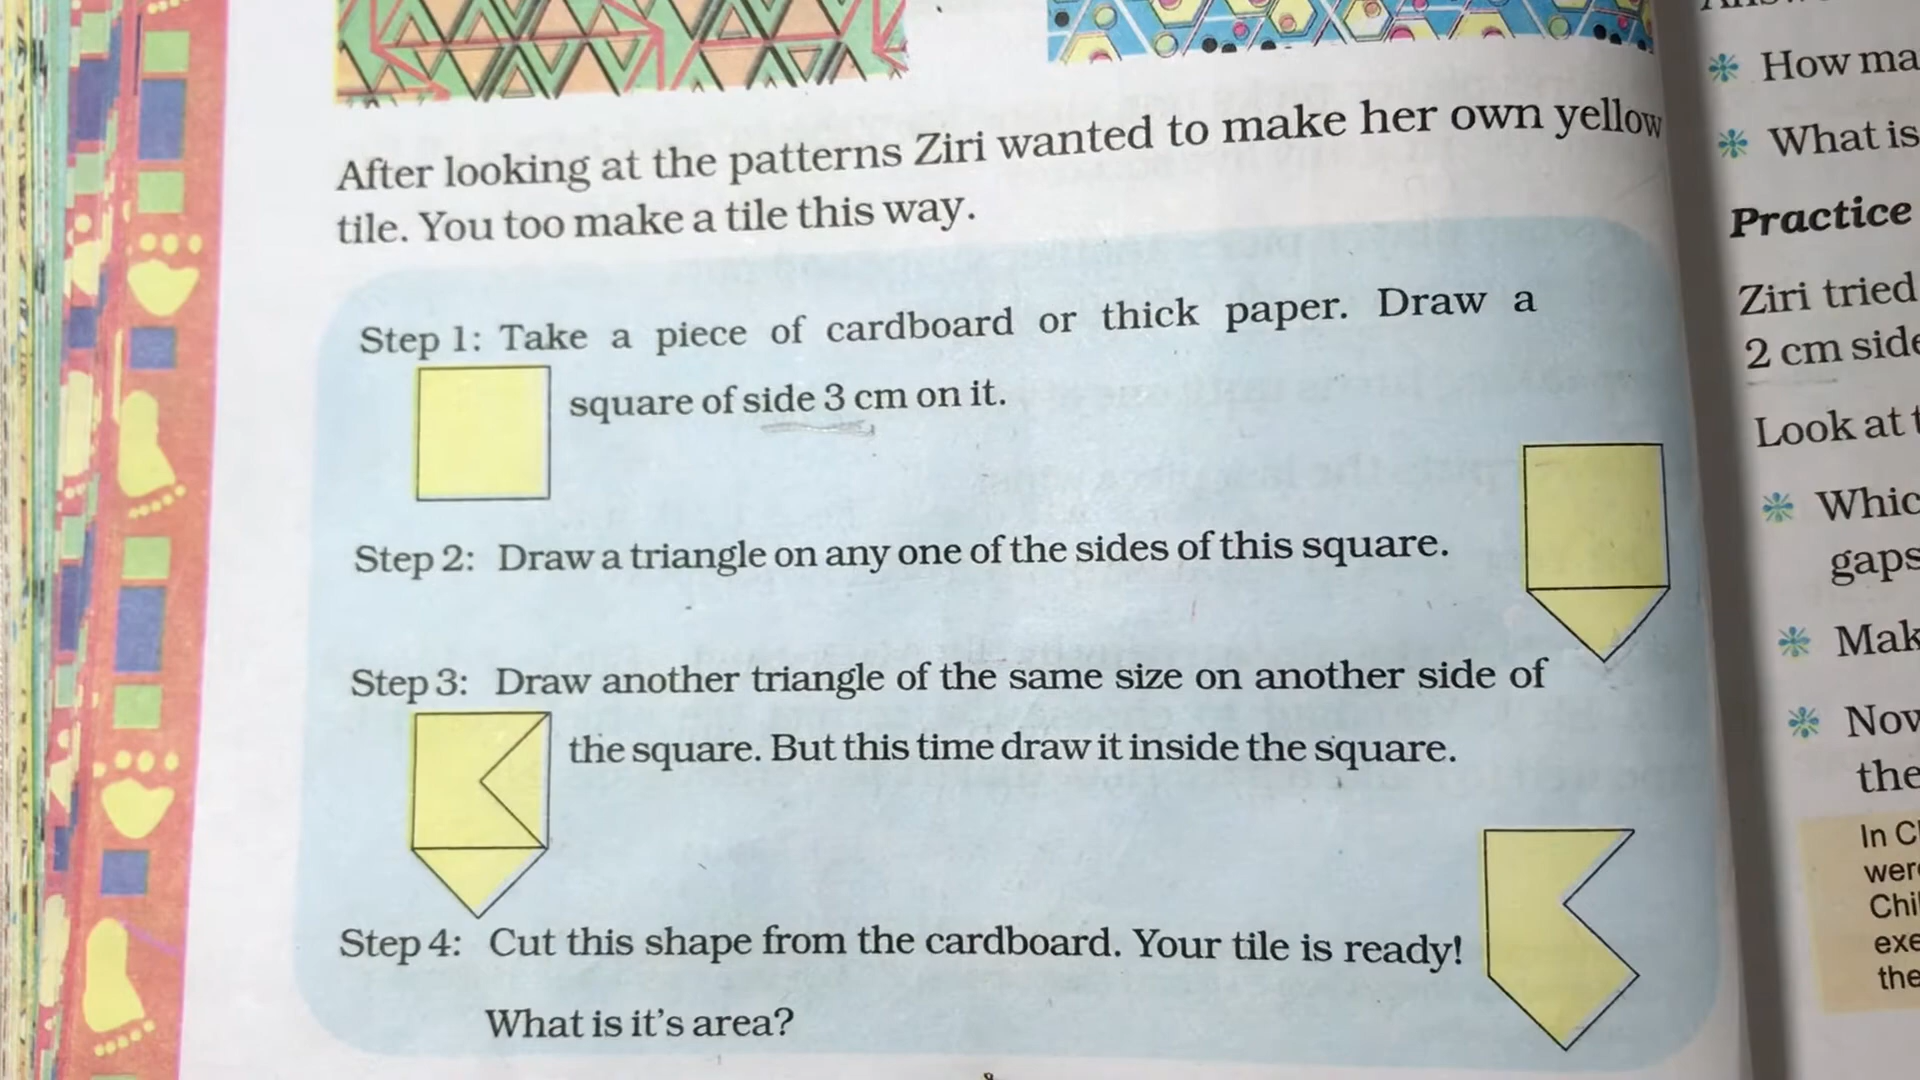 After looking at the patterns Ziri wanted to make her own yellow
tile. You too make a tile this way.
Step 1: Take a piece of cardboard or thick paper. Draw a
square of side 3 cm on it.
Step 2: Draw a triangle on any one of the sides of this square.
Step 3: Draw another triangle of the same size on another side of
the square. But this time draw it inside the square.
Step 4: Cut this shape from the cardboard. Your tile is ready!
What is it's area?
How ma
What is
Practice
Ziri tried
2 cm side
Look at t
Whic
gaps
Mak
Now
the
In C
were
Chil
exe
the